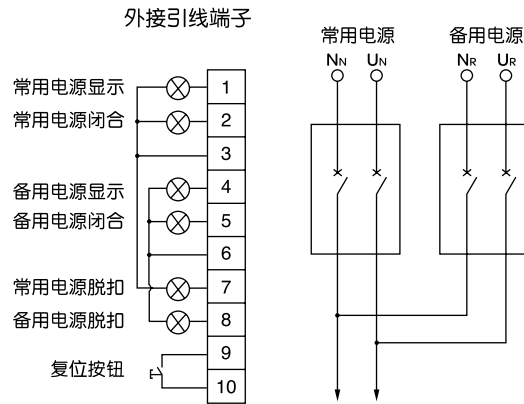 外接引线端子
常用电源显示
常用电源闭合
备用电源显示
备用电源闭合
常用电源脱扣
备用电源脱扣
复位按钮
1
2
3
4
5
6
7
8
9
10
常用电源
NN UN
备用电源
NR UR